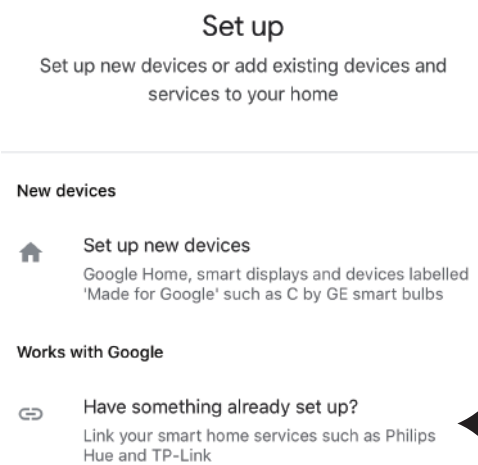 Set up
Set up new devices or add existing devices and
services to your home
New devices
Set up new devices
Google Home, smart displays and devices labelled
'Made for Google' such as C by GE smart bulbs
Works with Google
Have something already set up?
Link your smart home services such as Philips
Hue and TP-Link